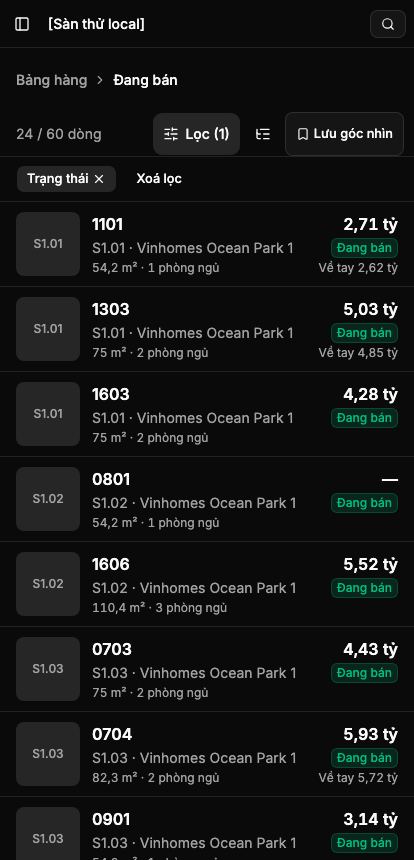 [Sàn thử local]
Bảng hàng > Đang bán
24 / 60 dòng
Lọc (1)
Lưu góc nhìn
Trạng thái ×
Xoá lọc
S1.01
1101
2,71 tỷ
S1.01 · Vinhomes Ocean Park 1
Đang bán
54,2 m² · 1 phòng ngủ
Về tay 2,62 tỷ
S1.01
1303
5,03 tỷ
S1.01 · Vinhomes Ocean Park 1
Đang bán
75 m² · 2 phòng ngủ
Về tay 4,85 tỷ
S1.01
1603
4,28 tỷ
S1.01 · Vinhomes Ocean Park 1
Đang bán
75 m² · 2 phòng ngủ
S1.02
0801
—
S1.02 · Vinhomes Ocean Park 1
Đang bán
54,2 m² · 1 phòng ngủ
S1.02
1606
5,52 tỷ
S1.02 · Vinhomes Ocean Park 1
Đang bán
110,4 m² · 3 phòng ngủ
S1.03
0703
4,43 tỷ
S1.03 · Vinhomes Ocean Park 1
Đang bán
75 m² · 2 phòng ngủ
S1.03
0704
5,93 tỷ
S1.03 · Vinhomes Ocean Park 1
Đang bán
82,3 m² · 2 phòng ngủ
Về tay 5,72 tỷ
S1.03
0901
3,14 tỷ
S1.03 · Vinhomes Ocean Park 1
Đang bán